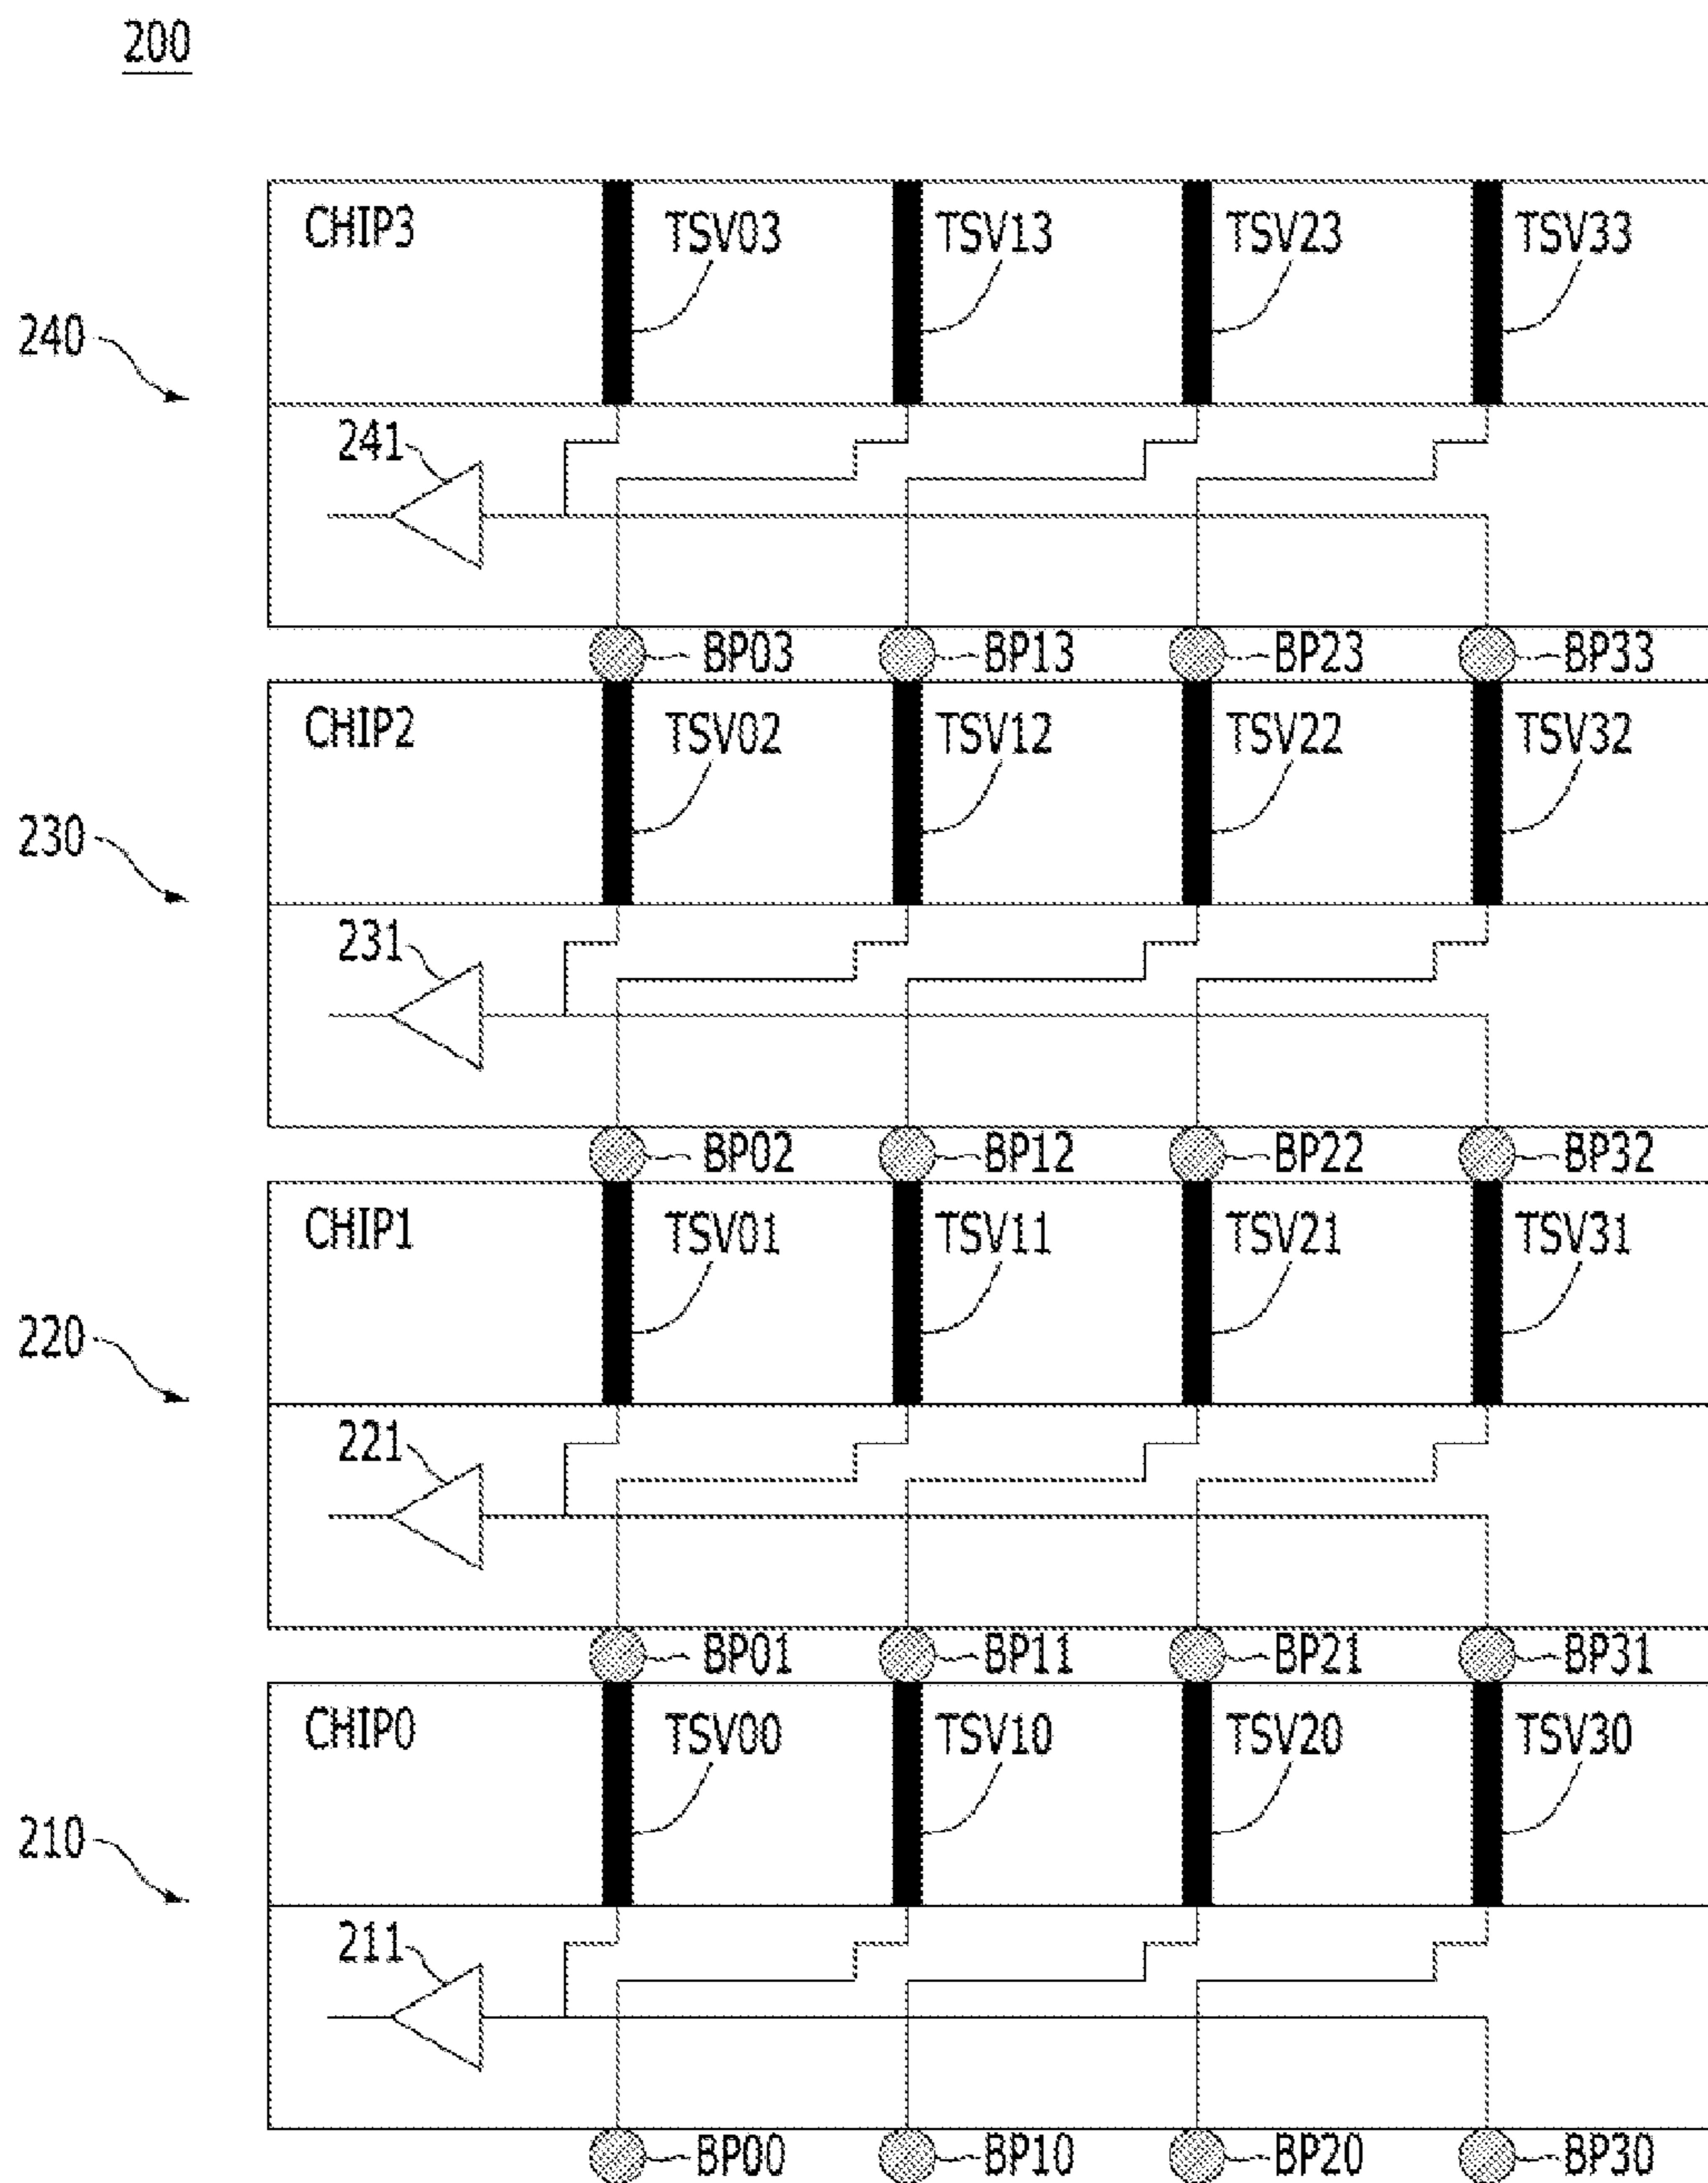 200
CHIP3 TSV03 TSV13 TSV23 TSV33
240
241
BP03 BP13 BP23 BP33
CHIP2 TSV02 TSV12 TSV22 TSV32
230
231
BP02 BP12 BP22 BP32
CHIP1 TSV01 TSV11 TSV21 TSV31
220
221
BP01 BP11 BP21 BP31
CHIP0 TSV00 TSV10 TSV20 TSV30
210
211
BP00 BP10 BP20 BP30